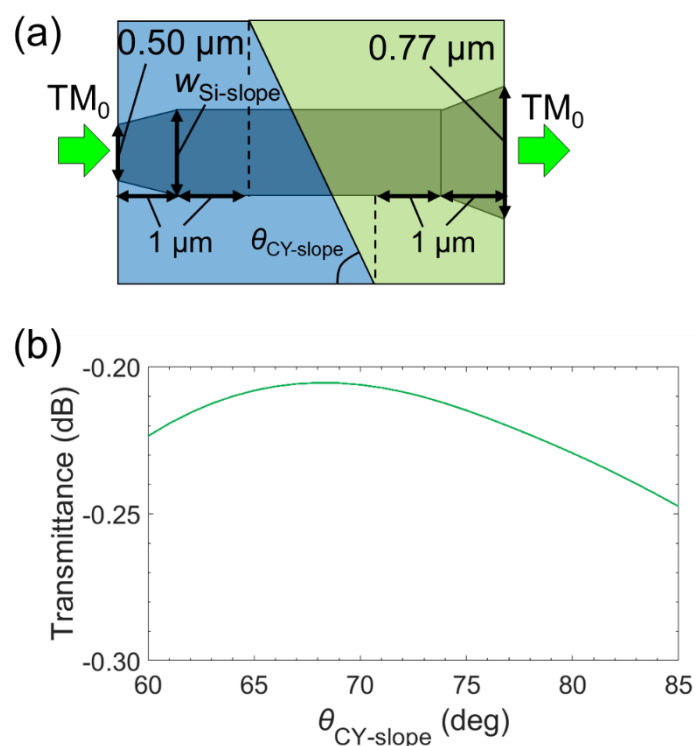 (a)
0.50 µm
0.77 µm
wSi-slope
TM0
TM0
1 µm
θCY-slope
1 µm
(b)
-0.20
-0.25
-0.30
Transmittance (dB)
60 65 70 75 80 85
θCY-slope (deg)